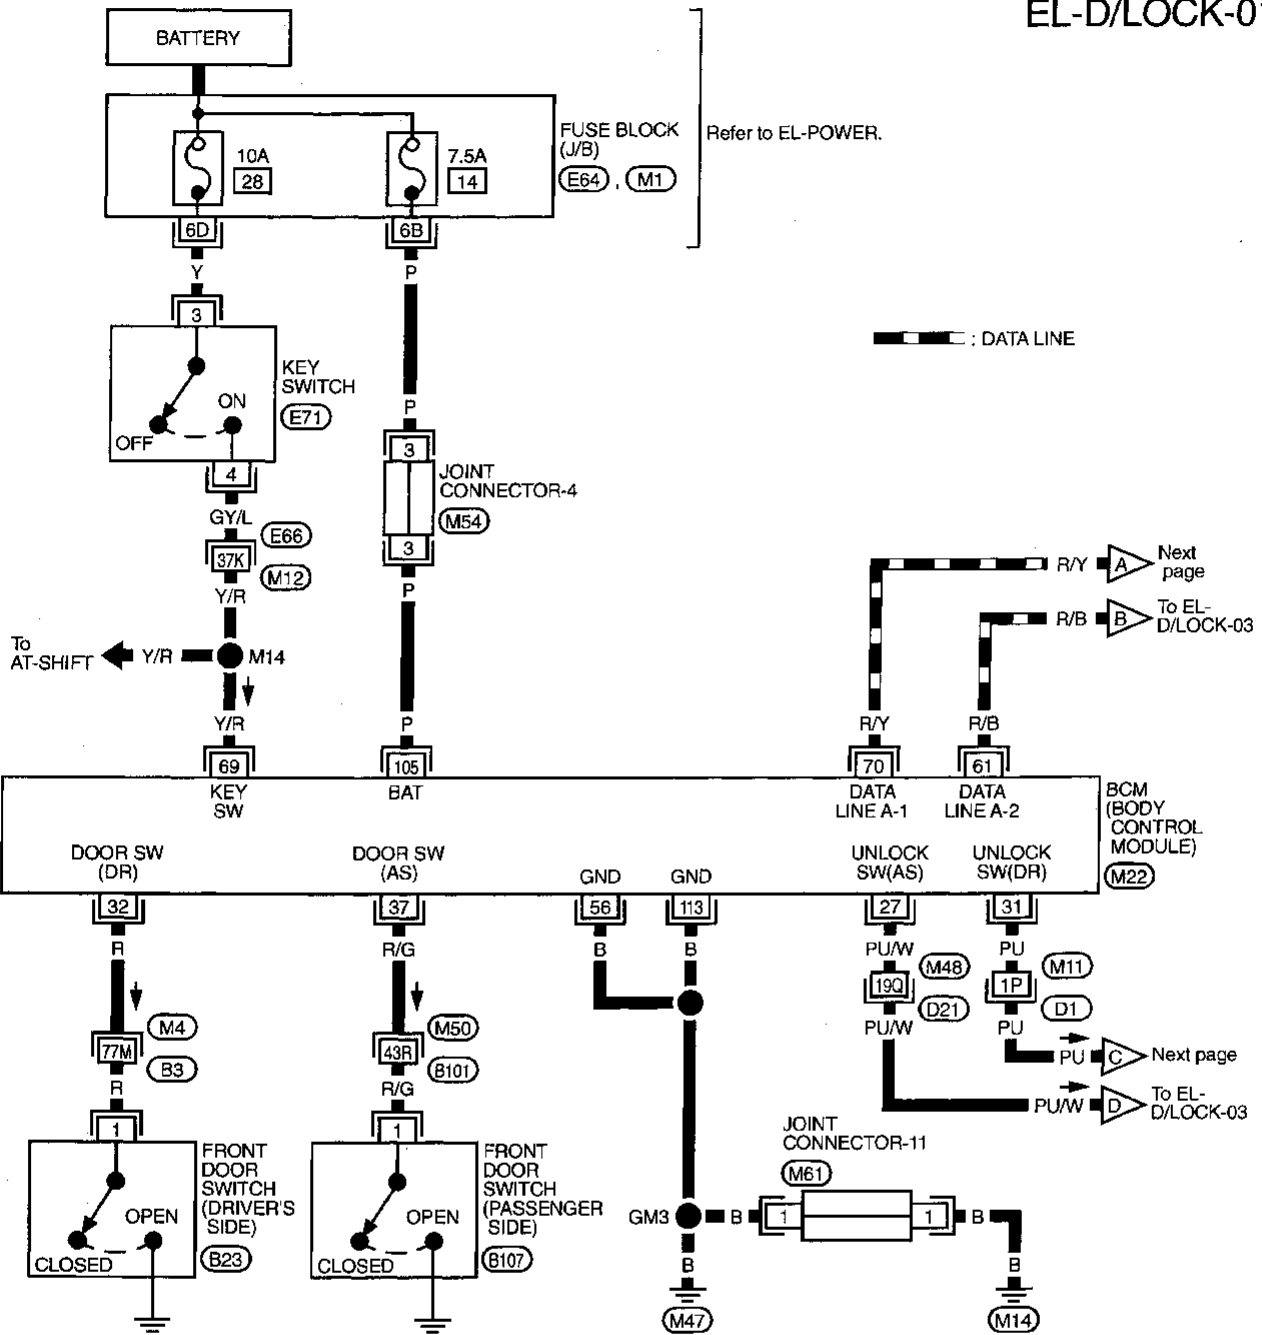 EL-D/LOCK-01
BATTERY
FUSE BLOCK
(J/B)
E64 , M1
Refer to EL-POWER.
10A
28
7.5A
14
6D
6B
Y
P
3
KEY
SWITCH
E71
ON
OFF
: DATA LINE
4
P
3
JOINT
CONNECTOR-4
M54
3
P
GY/L
E66
37K
M12
Y/R
To
AT-SHIFT
Y/R
M14
R/Y
A
Next
page
R/B
B
To EL-
D/LOCK-03
Y/R
P
R/Y
R/B
69
105
70
61
KEY
SW
BAT
DATA
LINE A-1
DATA
LINE A-2
BCM
(BODY
CONTROL
MODULE)
M22
DOOR SW
(DR)
DOOR SW
(AS)
GND
GND
UNLOCK
SW(AS)
UNLOCK
SW(DR)
32
37
56
113
27
31
R
R/G
B
B
PU/W
PU
M48
M11
19Q
1P
D21
D1
PU/W
PU
M4
77M
B3
M50
43R
B101
PU
C
Next page
R
R/G
PU/W
D
To EL-
D/LOCK-03
1
1
FRONT
DOOR
SWITCH
(DRIVER'S
SIDE)
B23
OPEN
CLOSED
FRONT
DOOR
SWITCH
(PASSENGER
SIDE)
B107
OPEN
CLOSED
JOINT
CONNECTOR-11
M61
GM3
B
1
1
B
B
B
M47
M14